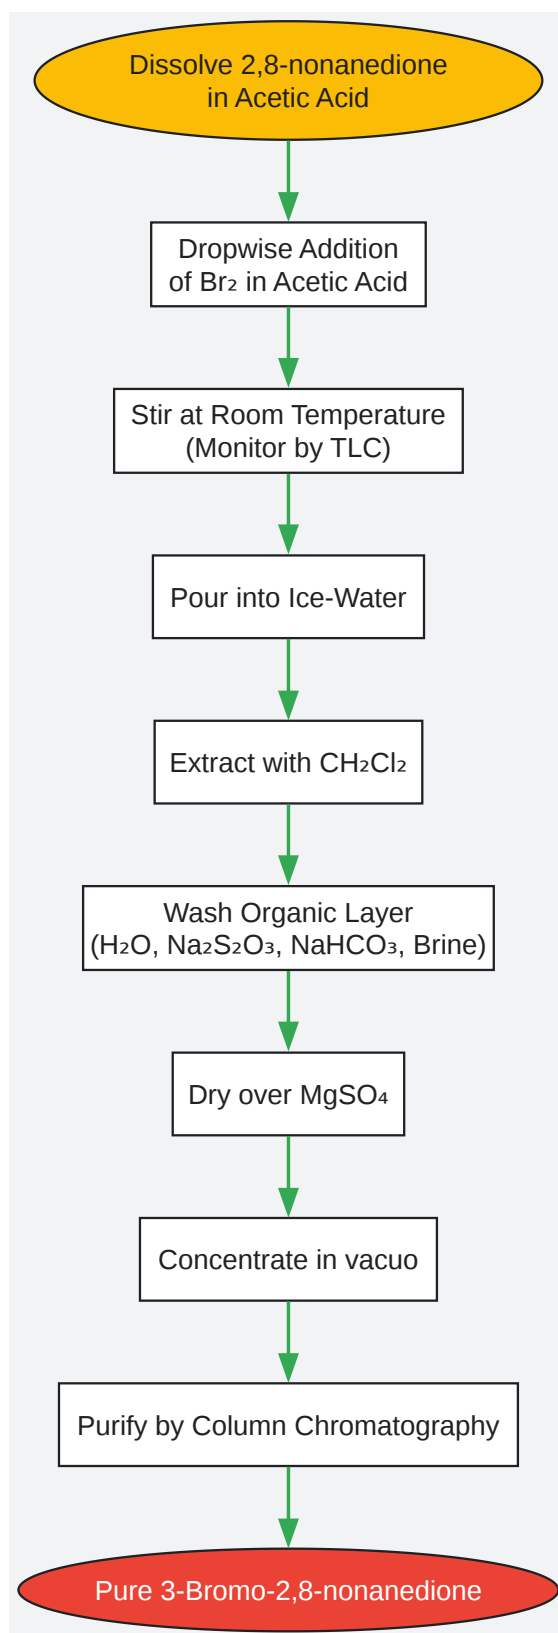 Dissolve 2,8-nonanedione
in Acetic Acid
Dropwise Addition
of Br₂ in Acetic Acid
Stir at Room Temperature
(Monitor by TLC)
Pour into Ice-Water
Extract with CH₂Cl₂
Wash Organic Layer
(H₂O, Na₂S₂O₃, NaHCO₃, Brine)
Dry over MgSO₄
Concentrate in vacuo
Purify by Column Chromatography
Pure 3-Bromo-2,8-nonanedione